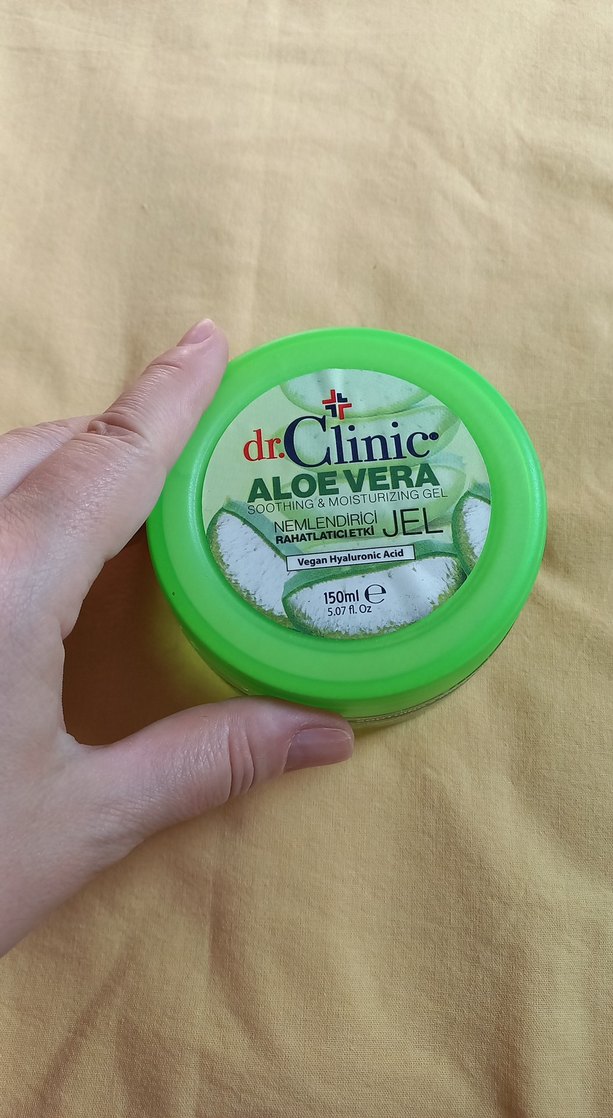 dr.Clinic
ALOE VERA
SOOTHING & MOISTURIZING GEL
NEMLENDİRİCİ
RAHATLATICI ETKİ JEL
Vegan Hyaluronic Acid
150ml e
5.07 fl. Oz